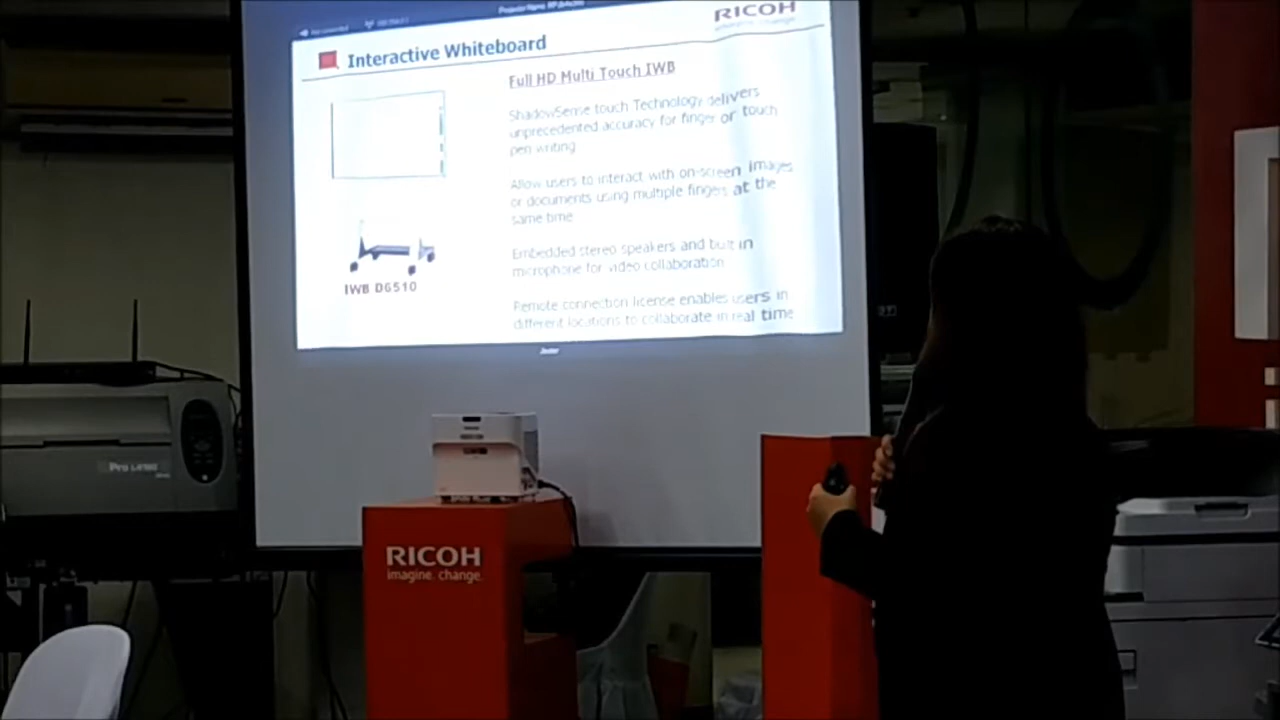 RICOH
imagine. change.
Interactive Whiteboard
Full HD Multi Touch IWB
ShadowSense touch Technology delivers
unprecedented accuracy for finger or touch
pen writing
Allow users to interact with on-screen images
or documents using multiple fingers at the
same time
Embedded stereo speakers and built in
microphone for video collaboration
IWB D6510
Remote connection license enables users in
different locations to collaborate in real time
Pro L4160
RICOH
imagine. change.